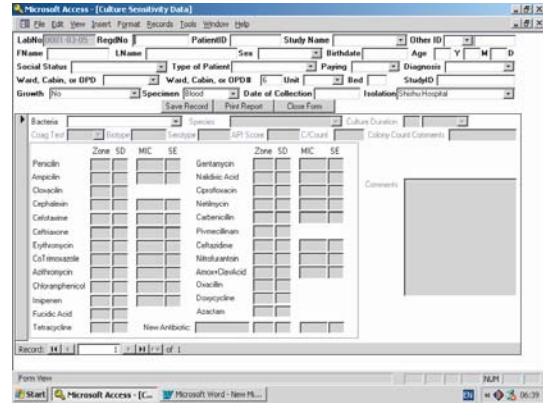 Microsoft Access - [Culture Sensitivity Data]
File Edit View Insert Format Records Tools Window Help
LabNo 0001-03-05 RegdNo PatientID Study Name Other ID
FName LName Sex Birthdate Age Y M D
Social Status Type of Patient Paying Diagnosis
Ward, Cabin, or OPD Ward, Cabin, or OPD# 6 Unit Bed StudyID
Growth No Specimen Blood Date of Collection Isolation Shishu Hospital
Save Record Print Report Close Form
Bacteria Species Culture Duration
Coag Test Biotype Serotype API Score C/Count Colony Count Comments
Zone SD MIC SE Zone SD MIC SE
Penicilin Gentamycin
Ampicilin Nalidixic Acid
Cloxacilin Ciprofloxacin
Cephalexin Netilmycin
Cefotaxime Carbenicillin
Ceftriaxone Pivmecillinam
Erythromycin Ceftazidime
CoTrimoxazole Nitrofurantoin
Azithromycin Amox+ClavAcid
Chloramphenicol Oxacillin
Imipenen Doxycycline
Fucidic Acid Azactam
Tetracycline New Antibiotic:
Comments
Record: 1 of 1
Form View NUM
Start Microsoft Access - [C... Microsoft Word - New Mi... 06:39